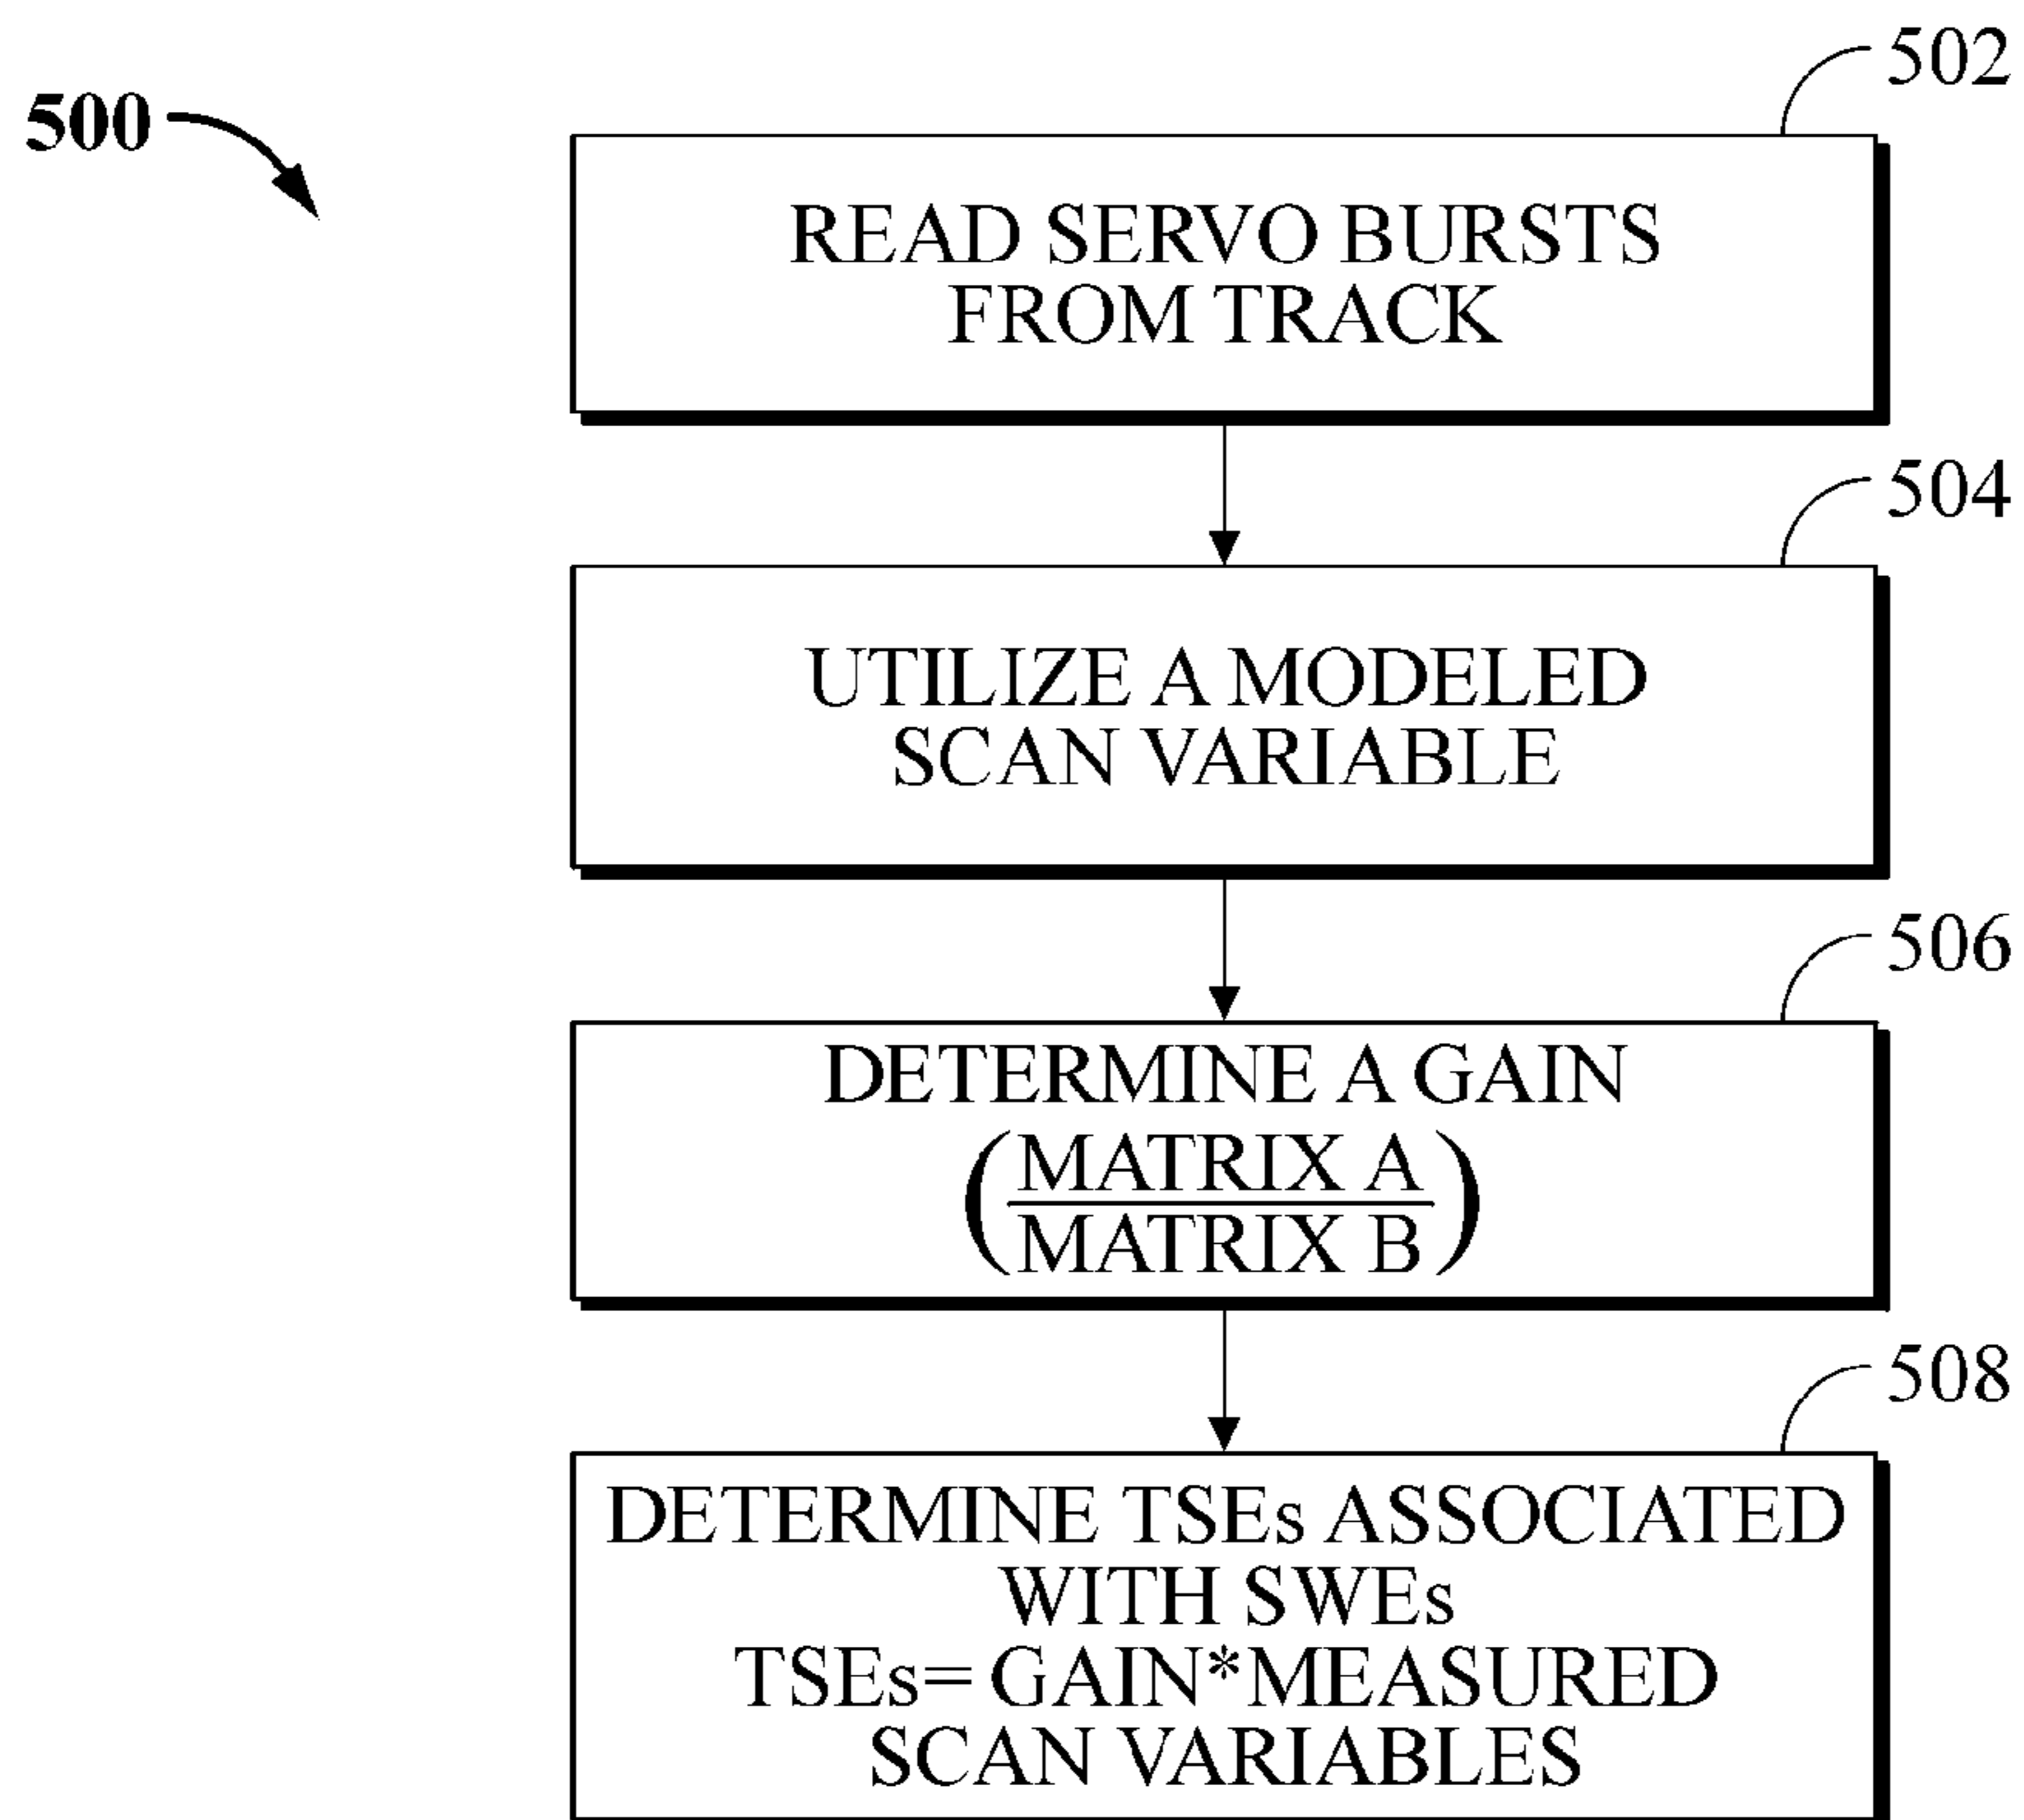 500
502
READ SERVO BURSTS
FROM TRACK
504
UTILIZE A MODELED
SCAN VARIABLE
506
DETERMINE A GAIN
(MATRIX A
MATRIX B)
508
DETERMINE TSEs ASSOCIATED
WITH SWEs
TSEs= GAIN*MEASURED
SCAN VARIABLES